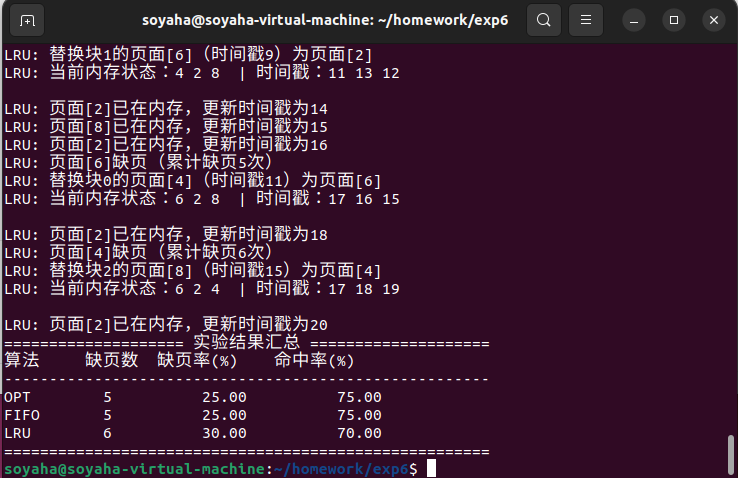 soyaha@soyaha-virtual-machine: ~/homework/exp6
LRU: 替换块1的页面[6]（时间戳9）为页面[2]
LRU: 当前内存状态：4 2 8  | 时间戳：11 13 12
LRU: 页面[2]已在内存，更新时间戳为14
LRU: 页面[8]已在内存，更新时间戳为15
LRU: 页面[2]已在内存，更新时间戳为16
LRU: 页面[6]缺页（累计缺页5次）
LRU: 替换块0的页面[4]（时间戳11）为页面[6]
LRU: 当前内存状态：6 2 8  | 时间戳：17 16 15
LRU: 页面[2]已在内存，更新时间戳为18
LRU: 页面[4]缺页（累计缺页6次）
LRU: 替换块2的页面[8]（时间戳15）为页面[4]
LRU: 当前内存状态：6 2 4  | 时间戳：17 18 19
LRU: 页面[2]已在内存，更新时间戳为20
==================== 实验结果汇总 ====================
算法     缺页数  缺页率(%)    命中率(%)
------------------------------------------------------
OPT        5          25.00          75.00
FIFO       5          25.00          75.00
LRU        6          30.00          70.00
======================================================
soyaha@soyaha-virtual-machine:~/homework/exp6$